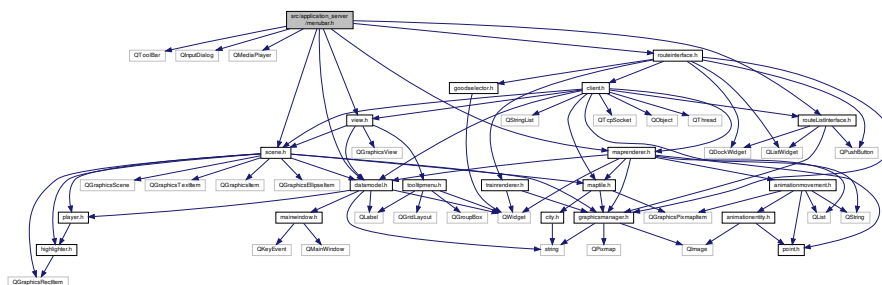 src/application_server
/menubar.h
QToolBar
QInputDialog
QMediaPlayer
routeinterface.h
goodselector.h
client.h
QStringList
QTcpSocket
QObject
QThread
routeListInterface.h
view.h
scene.h
QGraphicsView
maprenderer.h
QDockWidget
QListWidget
QPushButton
QGraphicsScene
QGraphicsTextItem
QGraphicsItem
QGraphicsEllipseItem
datamodel.h
tooltipmenu.h
trainrenderer.h
maptile.h
animationmovement.h
player.h
mainwindow.h
QLabel
QGridLayout
QGroupBox
QWidget
city.h
graphicsmanager.h
QGraphicsPixmapItem
animationentity.h
QList
QString
highlighter.h
QKeyEvent
QMainWindow
string
QPixmap
QImage
point.h
QGraphicsRectItem